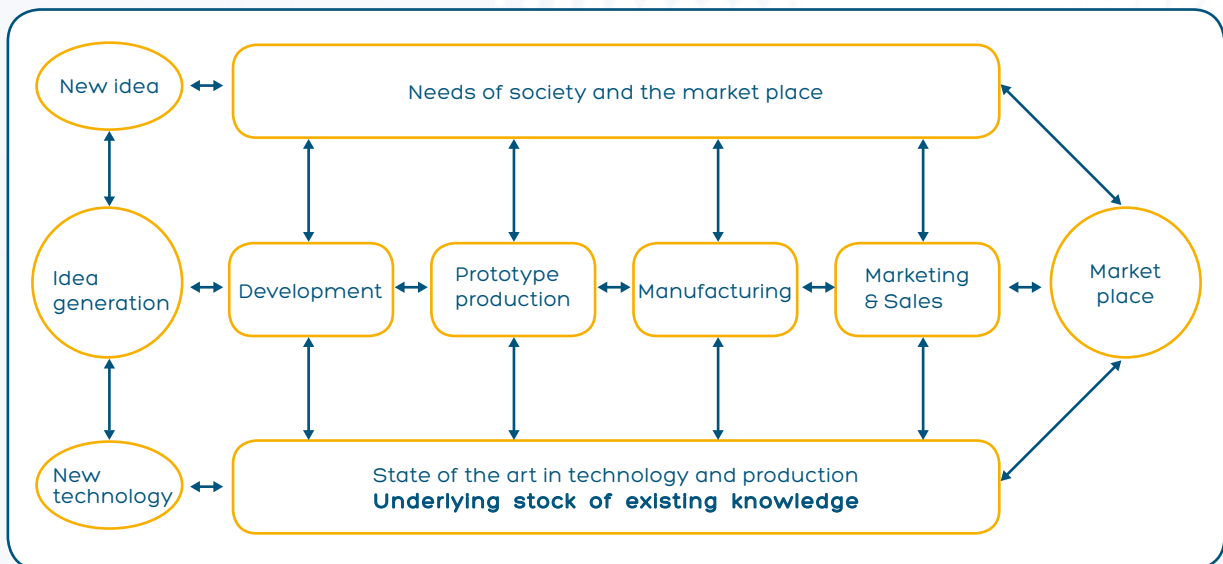 New idea
Needs of society and the market place
Idea
generation
Development
Prototype
production
Manufacturing
Marketing
& Sales
Market
place
New
technology
State of the art in technology and production
Underlying stock of existing knowledge